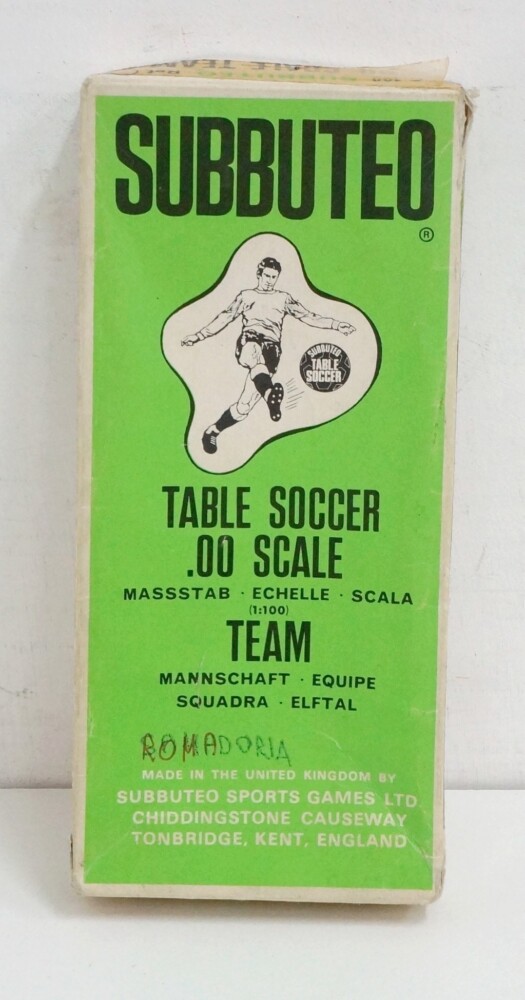 SUBBUTEO
®
SUBBUTEO
TABLE
SOCCER
TABLE SOCCER
.00 SCALE
MASSSTAB · ECHELLE · SCALA
(1:100)
TEAM
MANNSCHAFT · EQUIPE
SQUADRA · ELFTAL
MADE IN THE UNITED KINGDOM BY
SUBBUTEO SPORTS GAMES LTD
CHIDDINGSTONE CAUSEWAY
TONBRIDGE, KENT, ENGLAND